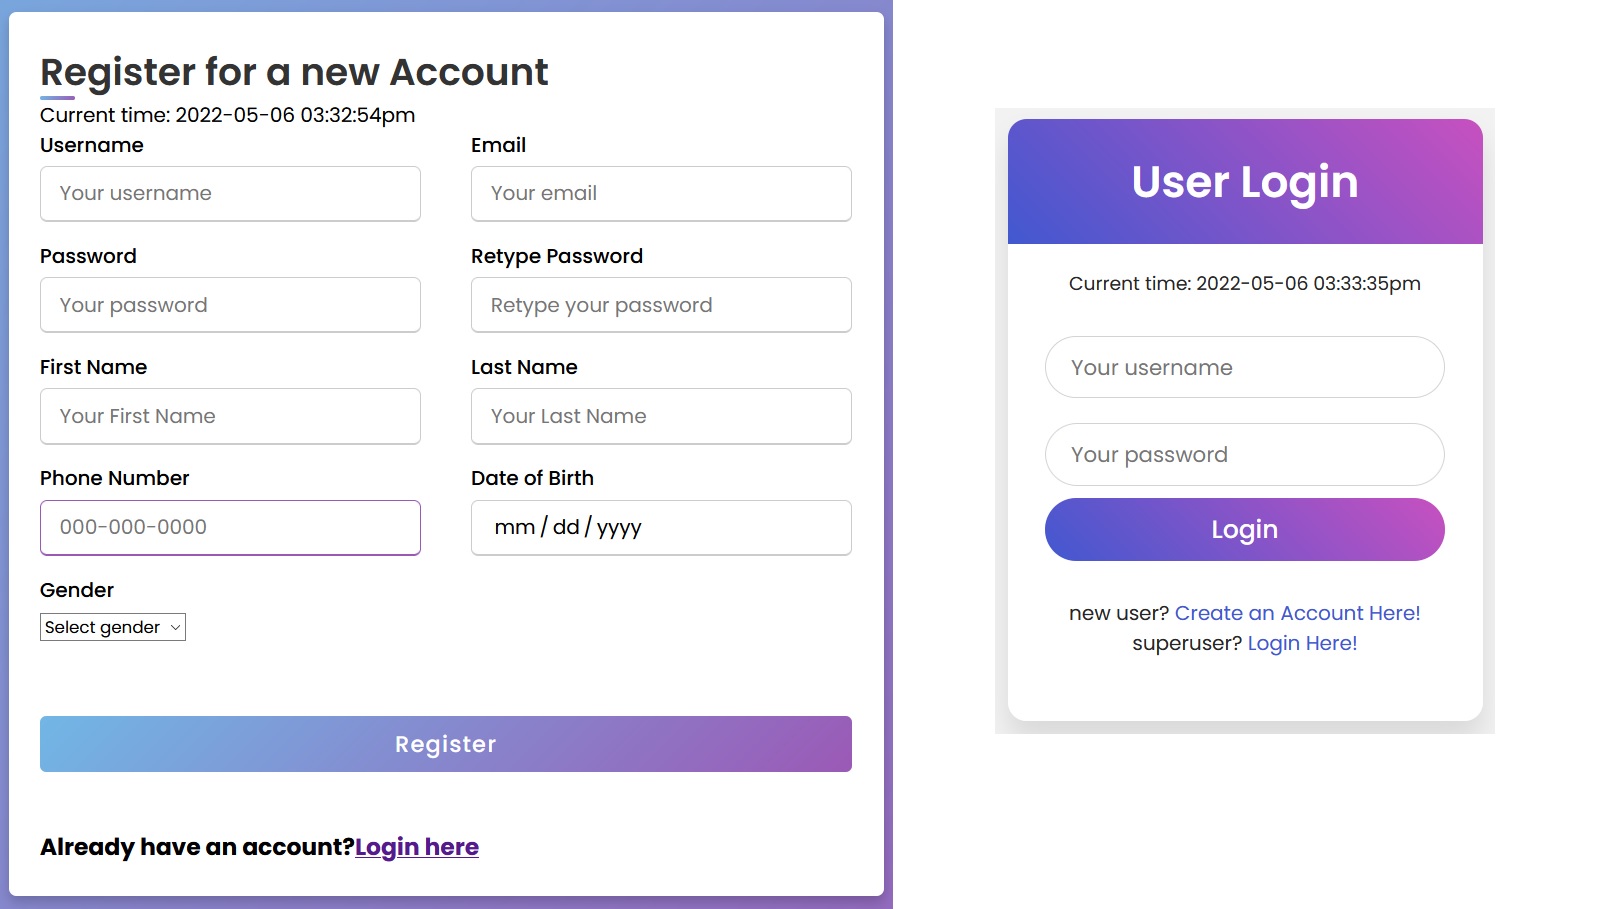 Register for a new Account
Current time: 2022-05-06 03:32:54pm
Username
Your username
Email
Your email
Password
Your password
Retype Password
Retype your password
First Name
Your First Name
Last Name
Your Last Name
Phone Number
000-000-0000
Date of Birth
mm / dd / yyyy
Gender
Select gender
Register
Already have an account?Login here
User Login
Current time: 2022-05-06 03:33:35pm
Your username
Your password
Login
new user? Create an Account Here!
superuser? Login Here!